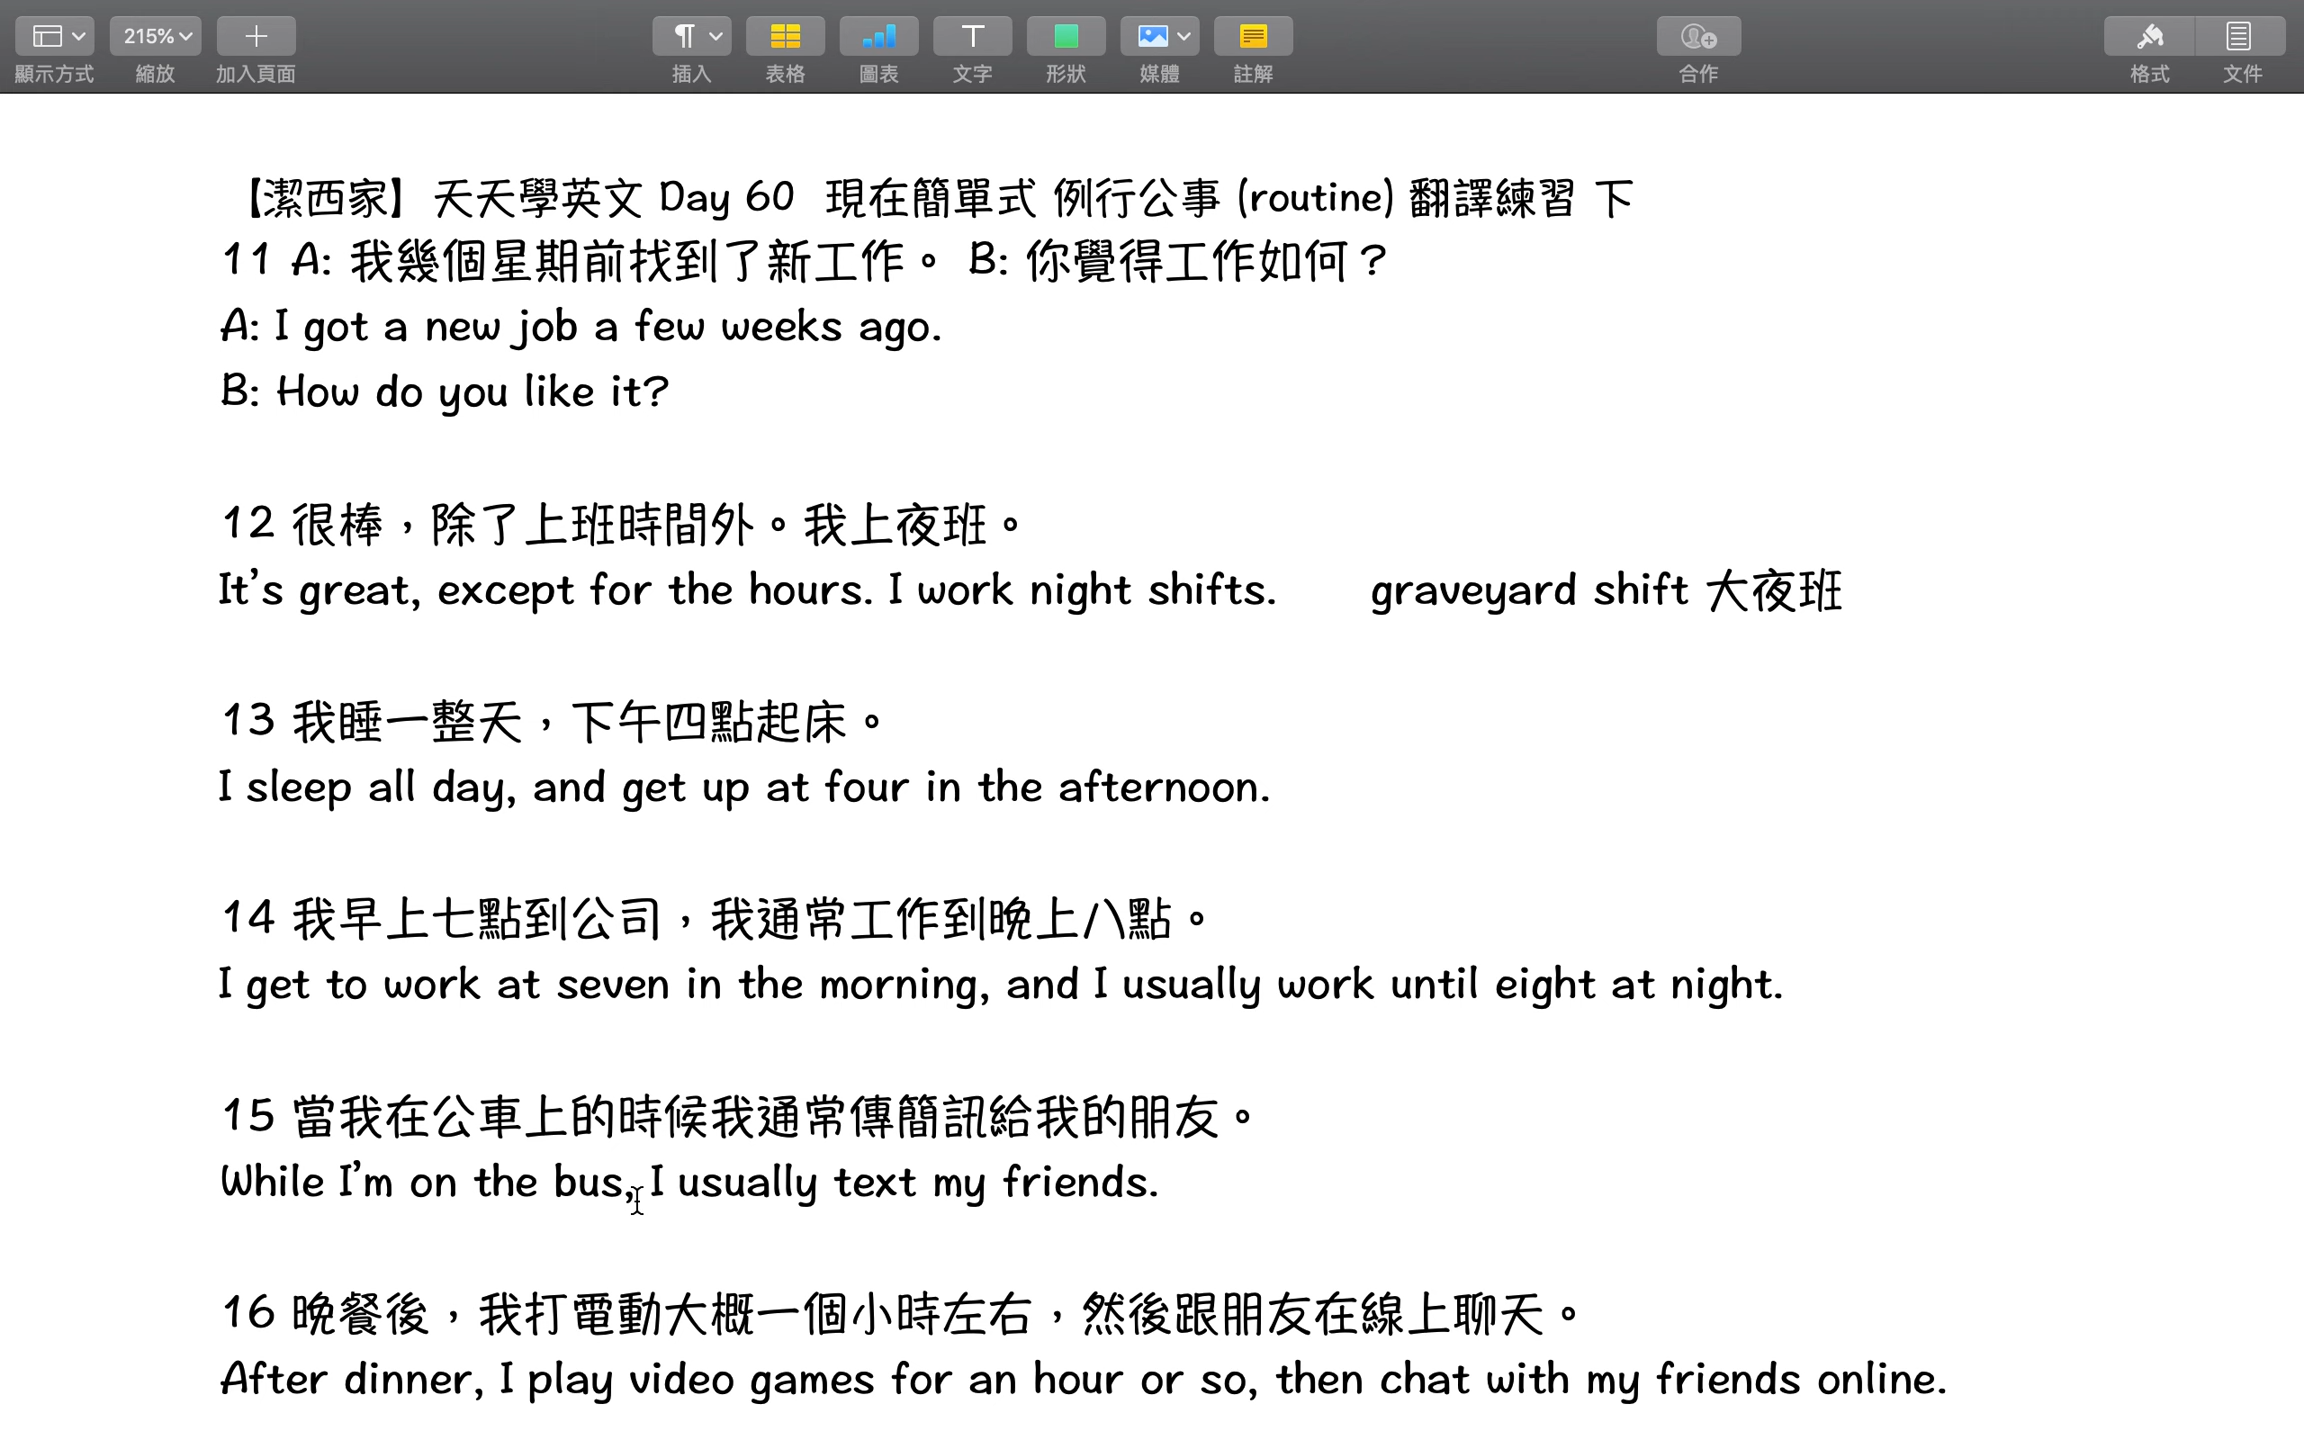 215%
顯示方式 縮放 加入頁面 插入 表格 圖表 文字 形狀 媒體 註解 合作 格式 文件
【潔西家】天天學英文 Day 60 現在簡單式 例行公事 (routine) 翻譯練習 下
11 A: 我幾個星期前找到了新工作。 B: 你覺得工作如何？
A: I got a new job a few weeks ago.
B: How do you like it?
12 很棒，除了上班時間外。我上夜班。
It's great, except for the hours. I work night shifts. graveyard shift 大夜班
13 我睡一整天，下午四點起床。
I sleep all day, and get up at four in the afternoon.
14 我早上七點到公司，我通常工作到晚上八點。
I get to work at seven in the morning, and I usually work until eight at night.
15 當我在公車上的時候我通常傳簡訊給我的朋友。
While I'm on the bus, I usually text my friends.
16 晚餐後，我打電動大概一個小時左右，然後跟朋友在線上聊天。
After dinner, I play video games for an hour or so, then chat with my friends online.